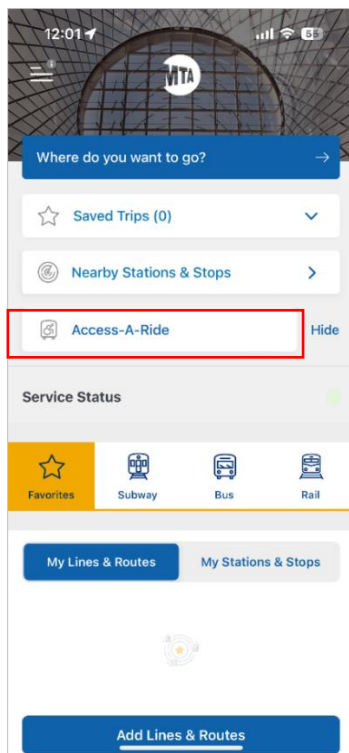 12:01
55
MTA
Where do you want to go?
Saved Trips (0)
Nearby Stations & Stops
Access-A-Ride
Hide
Service Status
Favorites
Subway
Bus
Rail
My Lines & Routes
My Stations & Stops
Add Lines & Routes